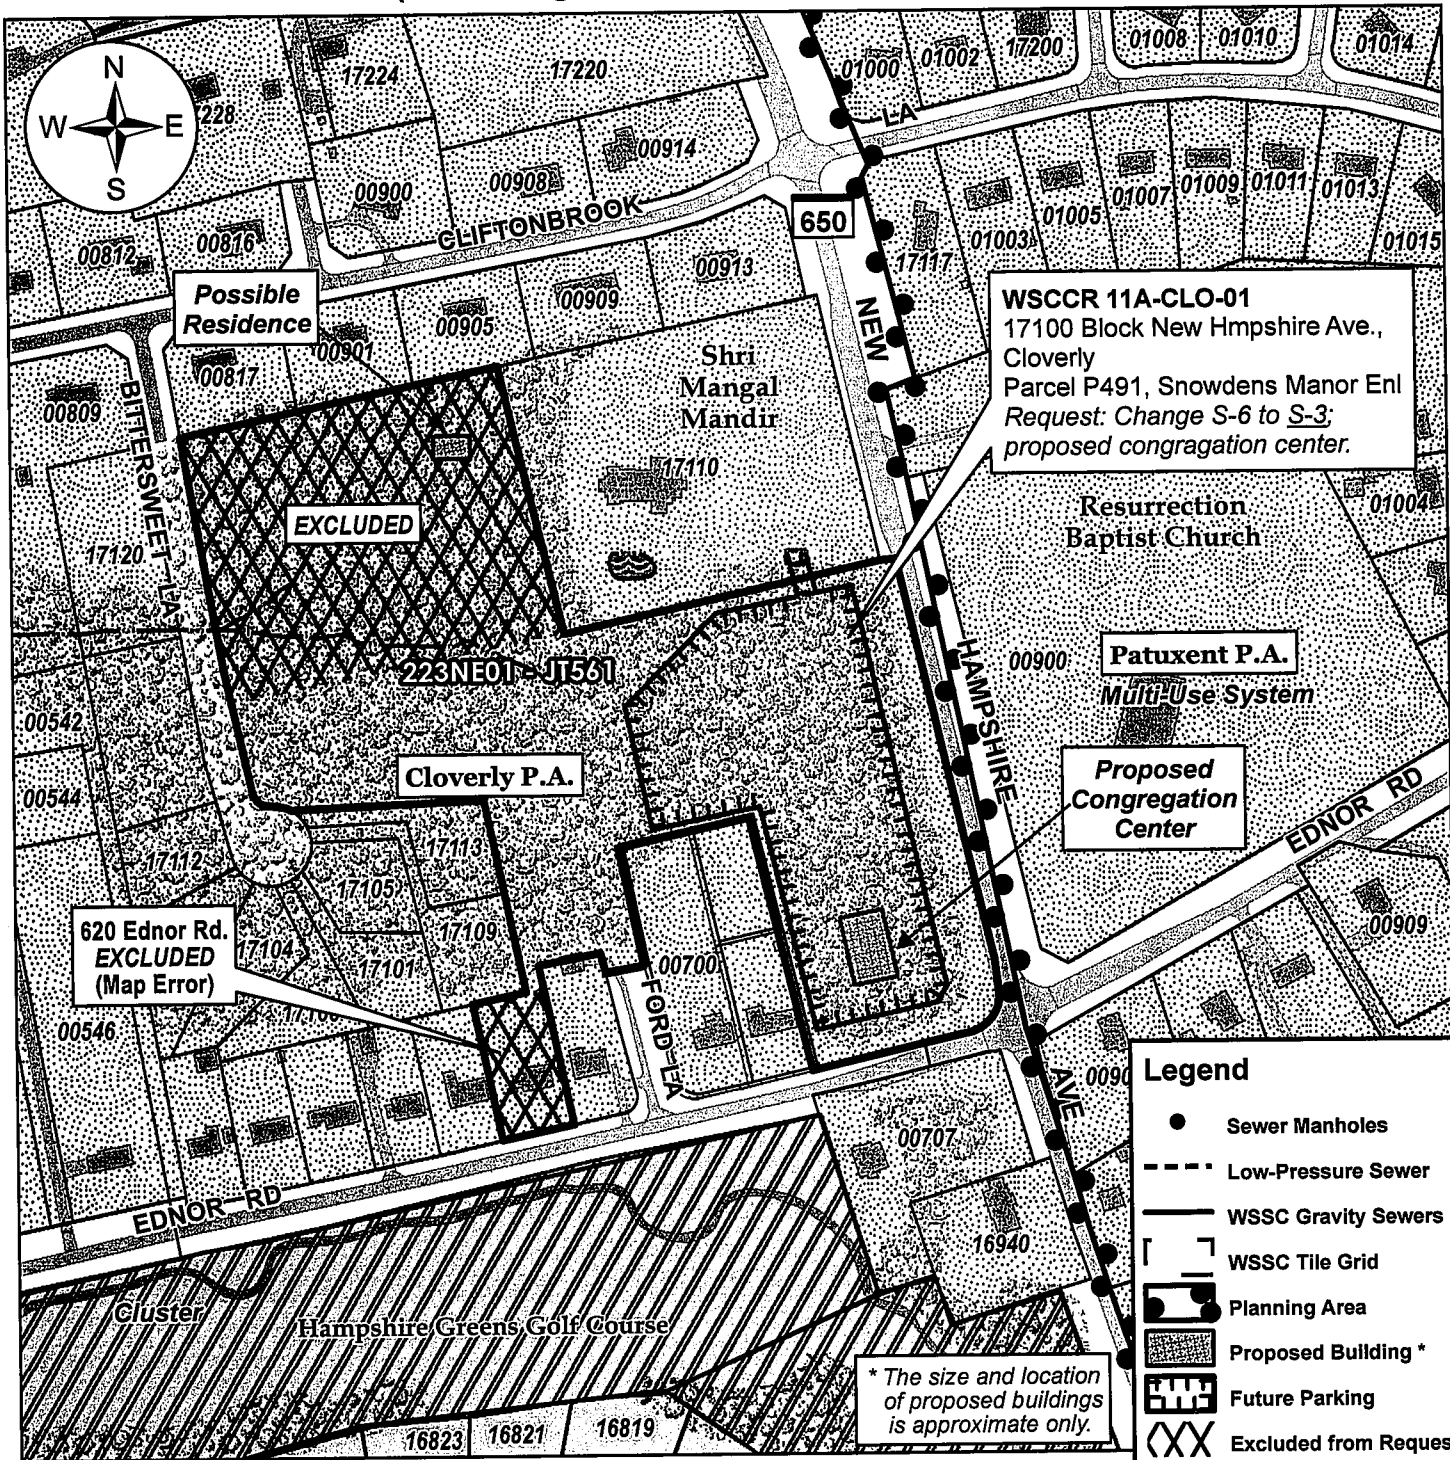 N
W E
S
228
17224
17220
01000
01002
17200
01008
01010
01014
LA
00914
00908
00900
CLIFTONBROOK
650
00816
00812
01003
01005
01007
01009
01011
01013
01015
17117
Possible
Residence
00913
00909
00905
00901
00817
00809
BITTERSWEET LA
NEW
HAMPSHIRE
AVE
WSCCR 11A-CLO-01
17100 Block New Hmpshire Ave.,
Cloverly
Parcel P491, Snowdens Manor Enl
Request: Change S-6 to S-3;
proposed congragation center.
Shri
Mangal
Mandir
17110
EXCLUDED
17120
Resurrection
Baptist Church
01004
223NE01 - JT561
00900
Patuxent P.A.
Multi-Use System
00542
00544
Cloverly P.A.
Proposed
Congregation
Center
EDNOR RD
17112
17113
17105
17109
17104
17101
620 Ednor Rd.
EXCLUDED
(Map Error)
00546
00700
FORD LA
00909
00707
16940
EDNOR RD
Cluster
Hampshire Greens Golf Course
16823
16821
16819
* The size and location
of proposed buildings
is approximate only.
Legend
Sewer Manholes
Low-Pressure Sewer
WSSC Gravity Sewers
WSSC Tile Grid
Planning Area
Proposed Building *
Future Parking
Excluded from Reques